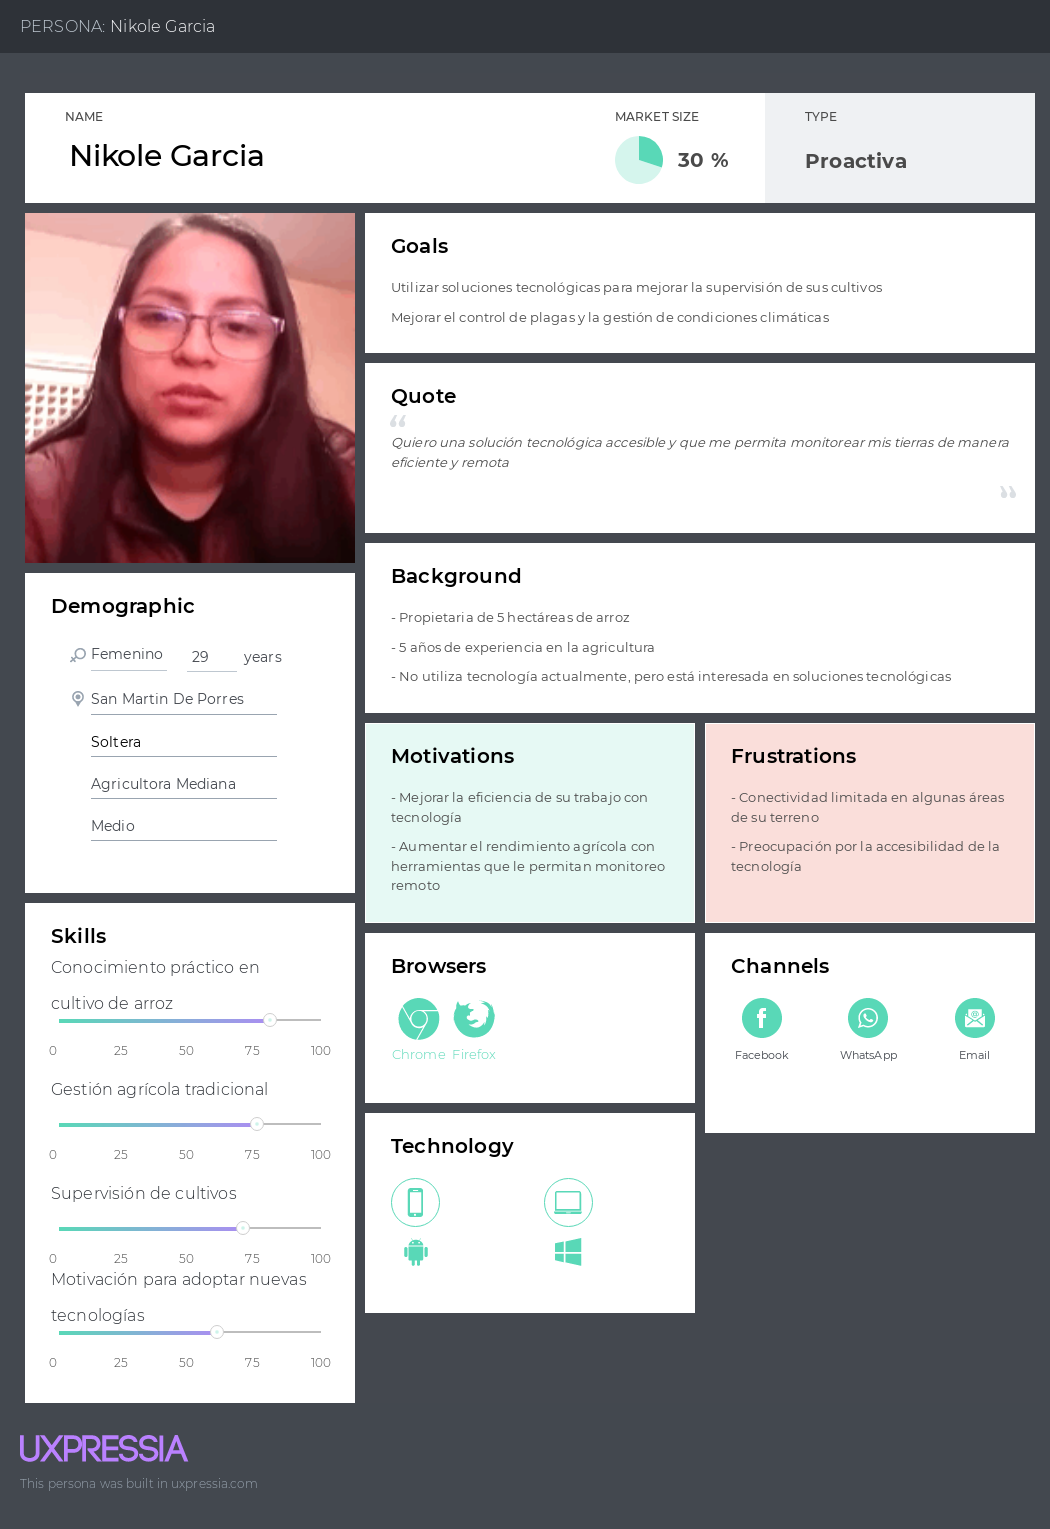 PERSONA: Nikole Garcia
NAME
Nikole Garcia
MARKET SIZE
30 %
TYPE
Proactiva
Goals
Utilizar soluciones tecnológicas para mejorar la supervisión de sus cultivos
Mejorar el control de plagas y la gestión de condiciones climáticas
Quote
“
Quiero una solución tecnológica accesible y que me permita monitorear mis tierras de manera
eficiente y remota
”
Background
- Propietaria de 5 hectáreas de arroz
- 5 años de experiencia en la agricultura
- No utiliza tecnología actualmente, pero está interesada en soluciones tecnológicas
Demographic
Femenino 29 years
San Martin De Porres
Soltera
Agricultora Mediana
Medio
Motivations
- Mejorar la eficiencia de su trabajo con
tecnología
- Aumentar el rendimiento agrícola con
herramientas que le permitan monitoreo
remoto
Frustrations
- Conectividad limitada en algunas áreas
de su terreno
- Preocupación por la accesibilidad de la
tecnología
Skills
Conocimiento práctico en
cultivo de arroz
0 25 50 75 100
Gestión agrícola tradicional
0 25 50 75 100
Supervisión de cultivos
0 25 50 75 100
Motivación para adoptar nuevas
tecnologías
0 25 50 75 100
Browsers
Chrome Firefox
Channels
Facebook WhatsApp Email
Technology
UXPRESSIA
This persona was built in uxpressia.com